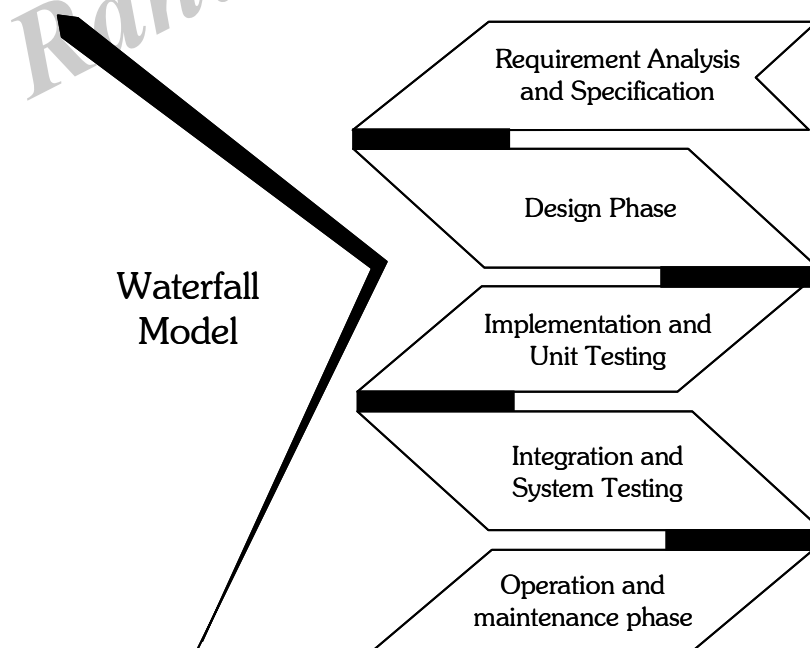 Requirement Analysis
and Specification
Design Phase
Waterfall
Model
Implementation and
Unit Testing
Integration and
System Testing
Operation and
maintenance phase